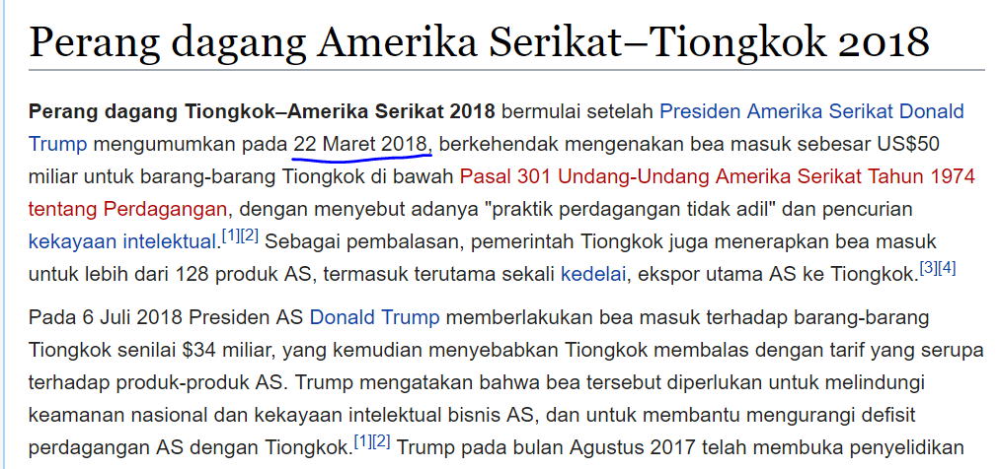 Perang dagang Amerika Serikat–Tiongkok 2018
Perang dagang Tiongkok–Amerika Serikat 2018 bermulai setelah Presiden Amerika Serikat Donald
Trump mengumumkan pada 22 Maret 2018, berkehendak mengenakan bea masuk sebesar US$50
miliar untuk barang-barang Tiongkok di bawah Pasal 301 Undang-Undang Amerika Serikat Tahun 1974
tentang Perdagangan, dengan menyebut adanya "praktik perdagangan tidak adil" dan pencurian
kekayaan intelektual.[1][2] Sebagai pembalasan, pemerintah Tiongkok juga menerapkan bea masuk
untuk lebih dari 128 produk AS, termasuk terutama sekali kedelai, ekspor utama AS ke Tiongkok.[3][4]
Pada 6 Juli 2018 Presiden AS Donald Trump memberlakukan bea masuk terhadap barang-barang
Tiongkok senilai $34 miliar, yang kemudian menyebabkan Tiongkok membalas dengan tarif yang serupa
terhadap produk-produk AS. Trump mengatakan bahwa bea tersebut diperlukan untuk melindungi
keamanan nasional dan kekayaan intelektual bisnis AS, dan untuk membantu mengurangi defisit
perdagangan AS dengan Tiongkok.[1][2] Trump pada bulan Agustus 2017 telah membuka penyelidikan